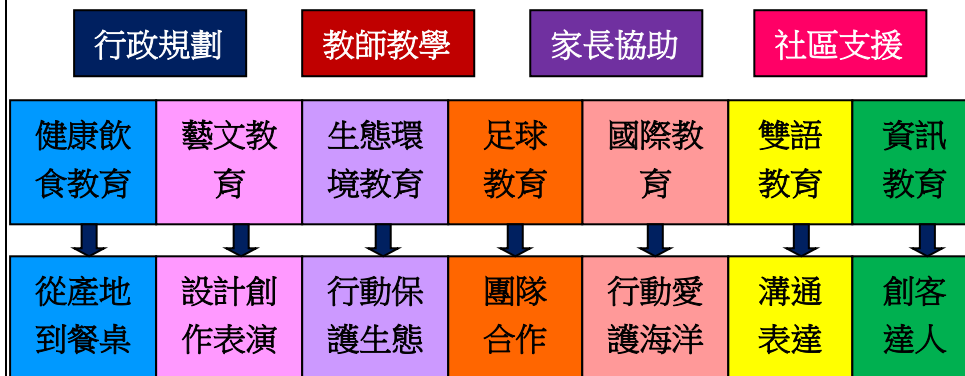 行政規劃
教師教學
家長協助
社區支援
健康飲
食教育
藝文教
育
生態環
境教育
足球
教育
國際教
育
雙語
教育
資訊
教育
從產地
到餐桌
設計創
作表演
行動保
護生態
團隊
合作
行動愛
護海洋
溝通
表達
創客
達人